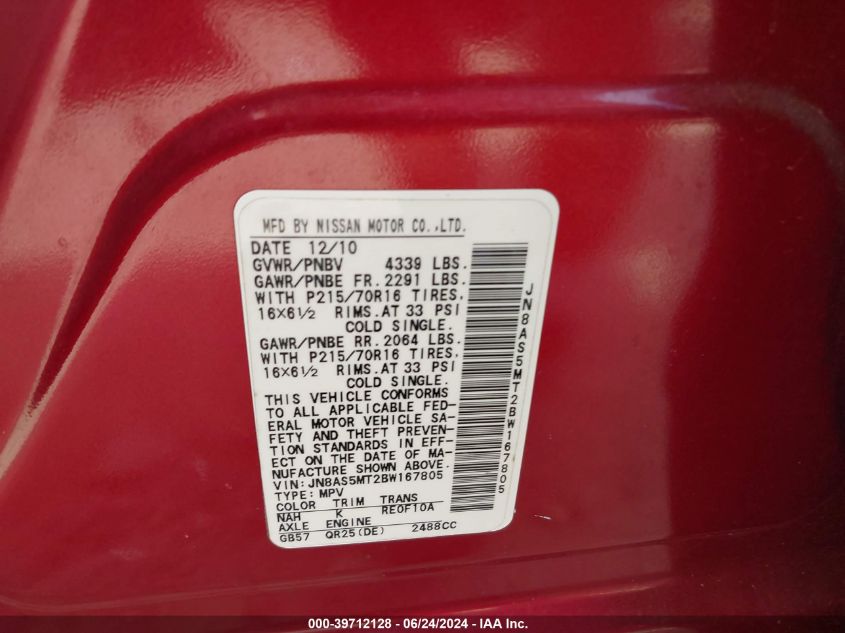 MFD BY NISSAN MOTOR CO.,LTD.
DATE 12/10
GVWR/PNBV 4339 LBS.
GAWR/PNBE FR. 2291 LBS.
WITH P215/70R16 TIRES.
16×6½ RIMS. AT 33 PSI
COLD SINGLE.
GAWR/PNBE RR. 2064 LBS.
WITH P215/70R16 TIRES.
16×6½ RIMS. AT 33 PSI
COLD SINGLE.
THIS VEHICLE CONFORMS
TO ALL APPLICABLE FED-
ERAL MOTOR VEHICLE SA-
FETY AND THEFT PREVEN-
TION STANDARDS IN EFF-
ECT ON THE DATE OF MA-
NUFACTURE SHOWN ABOVE.
VIN: JN8AS5MT2BW167805
TYPE: MPV
COLOR TRIM TRANS
NAH K RE0F10A
AXLE ENGINE
GB57 QR25(DE) 2488CC
JN8AS5MT2BW167805
000-39712128 - 06/24/2024 - IAA Inc.